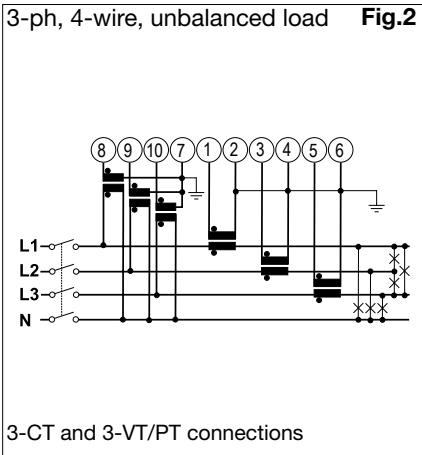 3-ph, 4-wire, unbalanced load Fig.2
8 9 10 7 1 2 3 4 5 6
L1
L2
L3
N
3-CT and 3-VT/PT connections